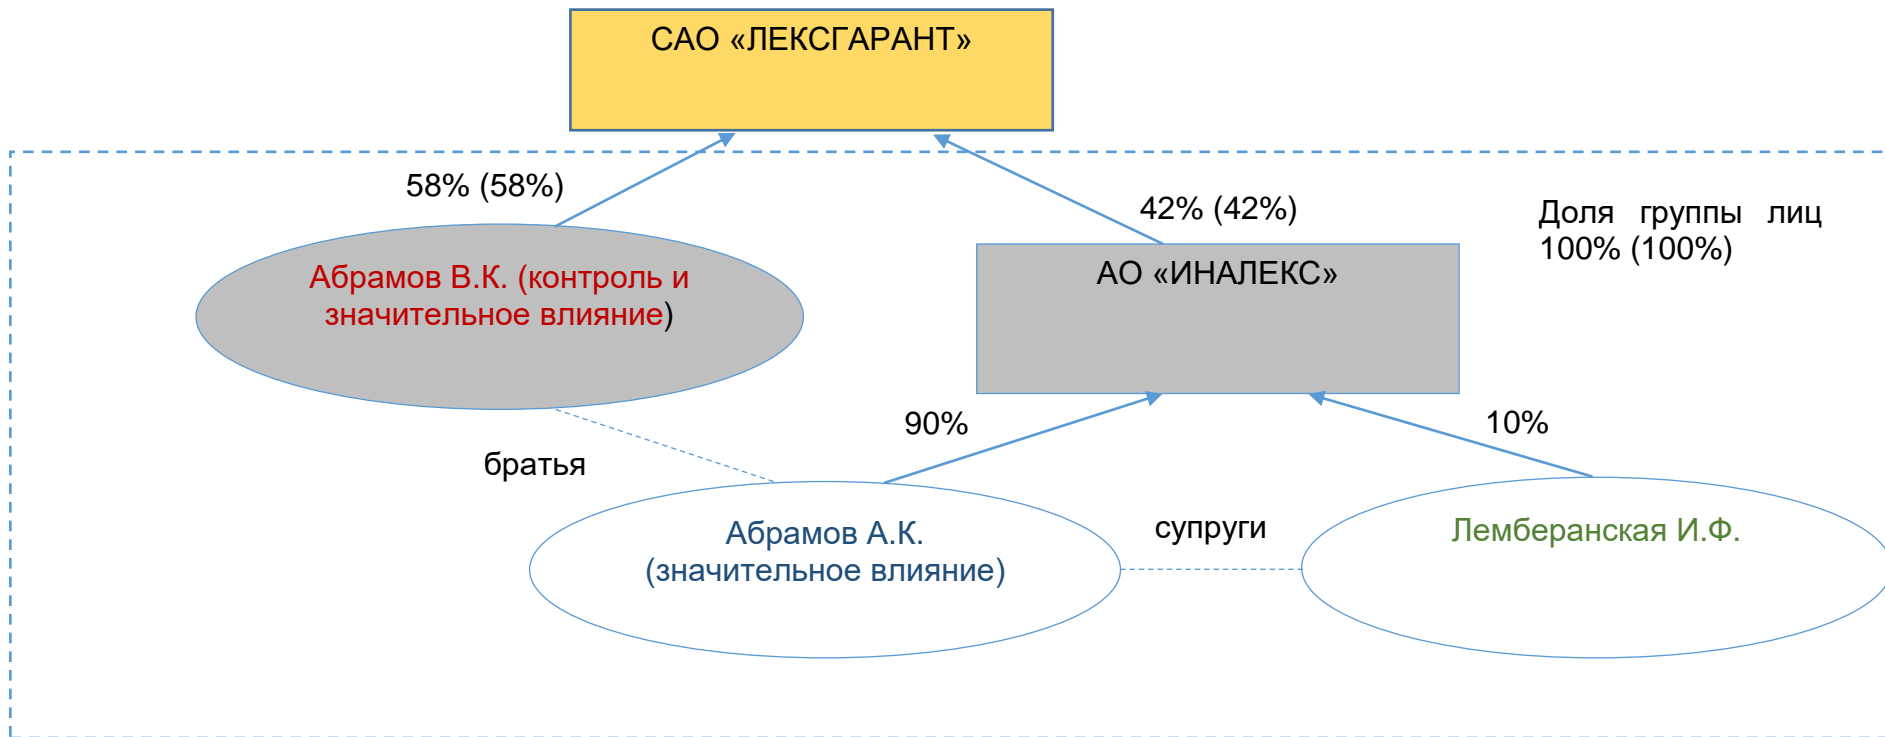 САО «ЛЕКСГАРАНТ»
58% (58%)
42% (42%)
Доля группы лиц
100% (100%)
Абрамов В.К. (контроль и
значительное влияние)
АО «ИНАЛЕКС»
90%
10%
братья
Абрамов А.К.
(значительное влияние)
супруги
Лемберанская И.Ф.